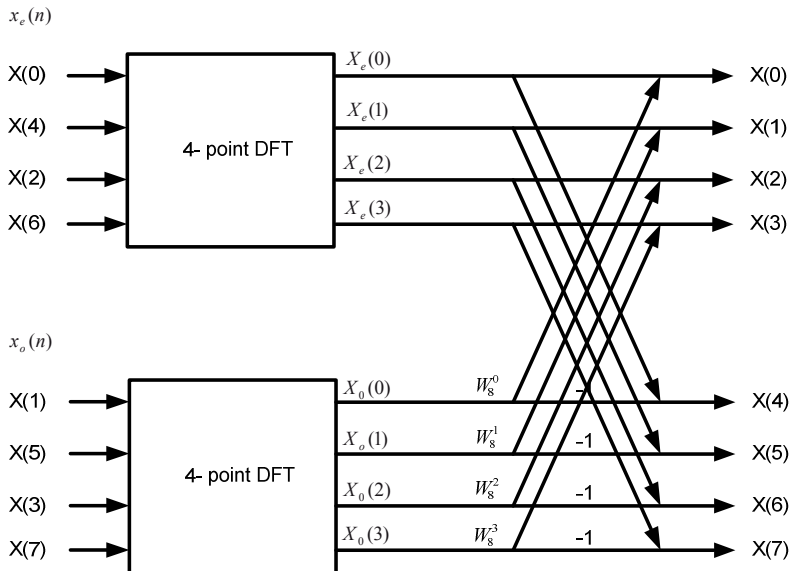 x_e(n)
X(0) X_e(0) X(0)
X(4) X_e(1) X(1)
4- point DFT
X(2) X_e(2) X(2)
X(6) X_e(3) X(3)
x_o(n)
X(1) X_0(0) W_8^0 -1 X(4)
X(5) X_o(1) W_8^1 -1 X(5)
4- point DFT
X(3) X_0(2) W_8^2 -1 X(6)
X(7) X_0(3) W_8^3 -1 X(7)